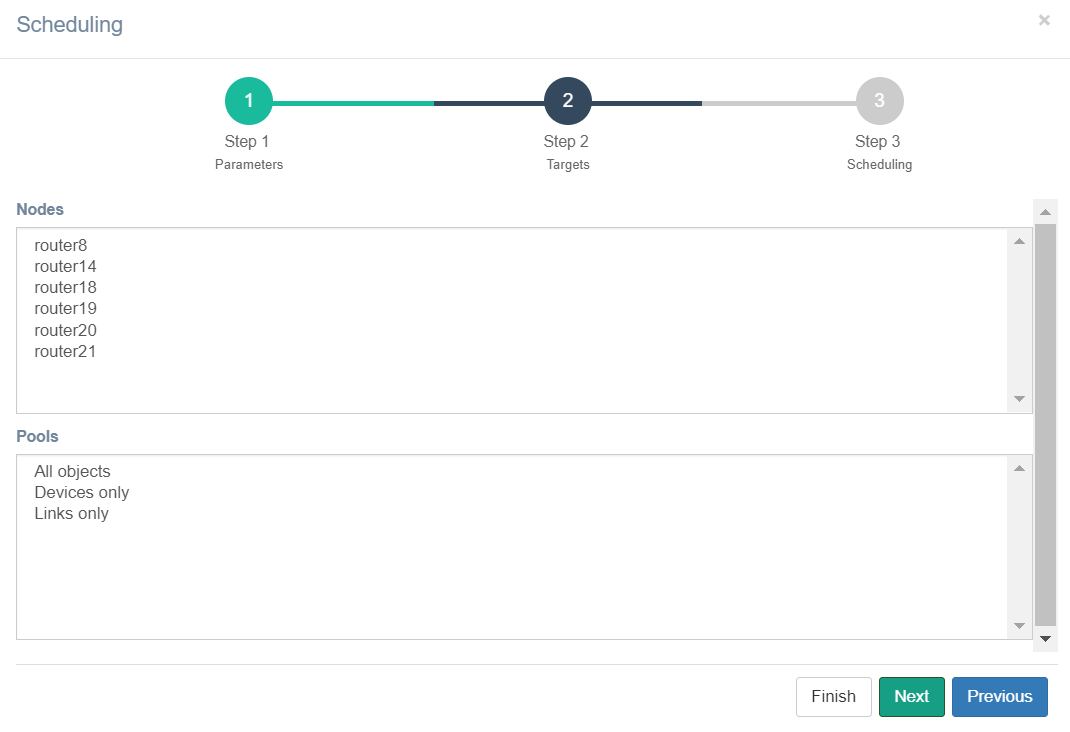 Scheduling
×
1
2
3
Step 1
Step 2
Step 3
Parameters
Targets
Scheduling
Nodes
router8
router14
router18
router19
router20
router21
Pools
All objects
Devices only
Links only
Finish
Next
Previous